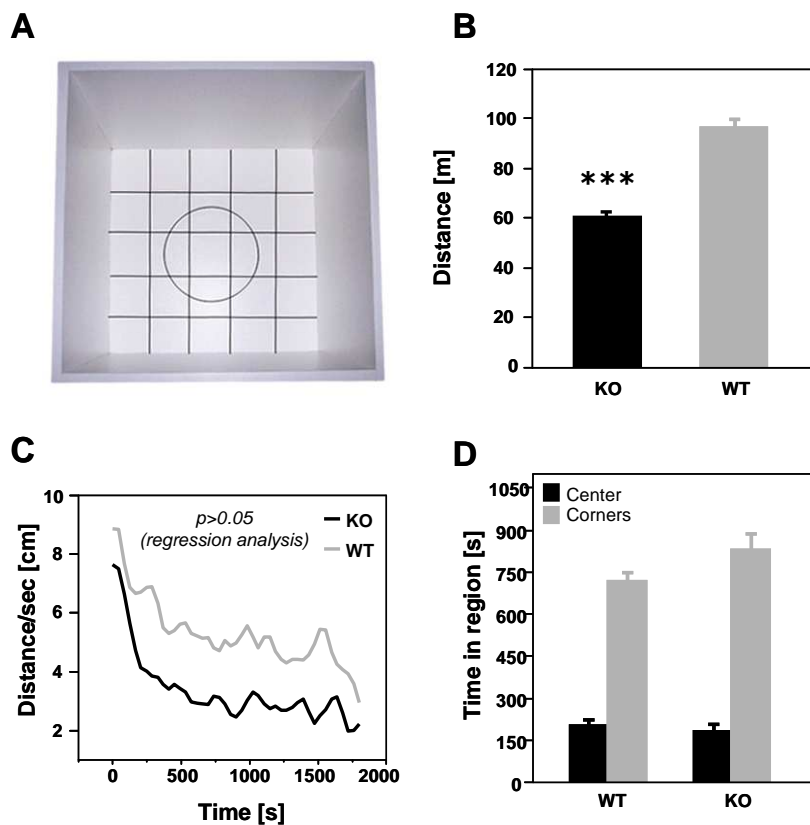 A
B
120
100
80
60
40
20
0
Distance [m]
***
KO
WT
C
10
8
6
4
2
Distance/sec [cm]
p>0.05
(regression analysis)
KO
WT
0
500
1000
1500
2000
Time [s]
D
1050
900
750
600
450
300
150
0
Time in region [s]
Center
Corners
WT
KO